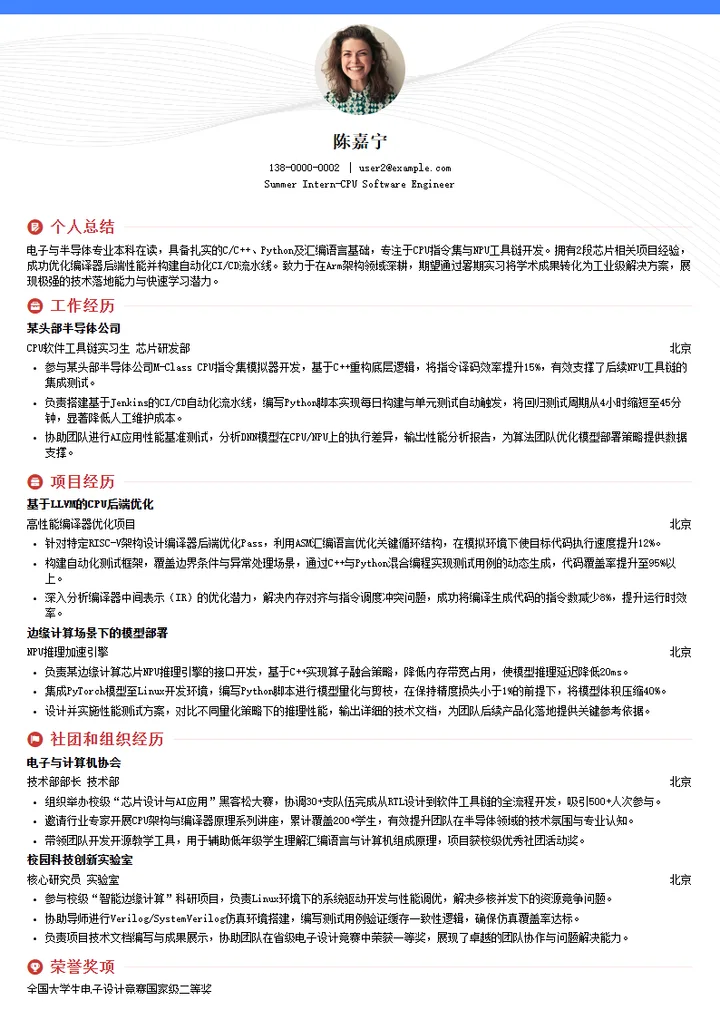 陈嘉宁
138-0000-0002 | user2@example.com
Summer Intern-CPU Software Engineer
个人总结
电子与半导体专业本科在读，具备扎实的C/C++、Python及汇编语言基础，专注于CPU指令集与NPU工具链开发。拥有2段芯片相关项目经验，
成功优化编译器后端性能并构建自动化CI/CD流水线。致力于在Arm架构领域深耕，期望通过暑期实习将学术成果转化为工业级解决方案，展
现极强的技术落地能力与快速学习潜力。
工作经历
某头部半导体公司
CPU软件工具链实习生 芯片研发部 北京
• 参与某头部半导体公司M-Class CPU指令集模拟器开发，基于C++重构底层逻辑，将指令译码效率提升15%，有效支撑了后续NPU工具链的
集成测试。
• 负责搭建基于Jenkins的CI/CD自动化流水线，编写Python脚本实现每日构建与单元测试自动触发，将回归测试周期从4小时缩短至45分
钟，显著降低人工维护成本。
• 协助团队进行AI应用性能基准测试，分析DNN模型在CPU/NPU上的执行差异，输出性能分析报告，为算法团队优化模型部署策略提供数据
支撑。
项目经历
基于LLVM的CPU后端优化
高性能编译器优化项目 北京
• 针对特定RISC-V架构设计编译器后端优化Pass，利用ASM汇编语言优化关键循环结构，在模拟环境下使目标代码执行速度提升12%。
• 构建自动化测试框架，覆盖边界条件与异常处理场景，通过C++与Python混合编程实现测试用例的动态生成，代码覆盖率提升至95%以
上。
• 深入分析编译器中间表示（IR）的优化潜力，解决内存对齐与指令调度冲突问题，成功将编译生成代码的指令数减少8%，提升运行时效
率。
边缘计算场景下的模型部署
NPU推理加速引擎 北京
• 负责某边缘计算芯片NPU推理引擎的接口开发，基于C++实现算子融合策略，降低内存带宽占用，使模型推理延迟降低20ms。
• 集成PyTorch模型至Linux开发环境，编写Python脚本进行模型量化与剪枝，在保持精度损失小于1%的前提下，将模型体积压缩40%。
• 设计并实施性能测试方案，对比不同量化策略下的推理性能，输出详细的技术文档，为团队后续产品化落地提供关键参考依据。
社团和组织经历
电子与计算机协会
技术部部长 技术部 北京
• 组织举办校级“芯片设计与AI应用”黑客松大赛，协调30+支队伍完成从RTL设计到软件工具链的全流程开发，吸引500+人次参与。
• 邀请行业专家开展CPU架构与编译器原理系列讲座，累计覆盖200+学生，有效提升团队在半导体领域的技术氛围与专业认知。
• 带领团队开发开源教学工具，用于辅助低年级学生理解汇编语言与计算机组成原理，项目获校级优秀社团活动奖。
校园科技创新实验室
核心研究员 实验室 北京
• 参与校级“智能边缘计算”科研项目，负责Linux环境下的系统驱动开发与性能调优，解决多核并发下的资源竞争问题。
• 协助导师进行Verilog/SystemVerilog仿真环境搭建，编写测试用例验证缓存一致性逻辑，确保仿真覆盖率达标。
• 负责项目技术文档编写与成果展示，协助团队在省级电子设计竞赛中荣获一等奖，展现了卓越的团队协作与问题解决能力。
荣誉奖项
全国大学生电子设计竞赛国家级二等奖